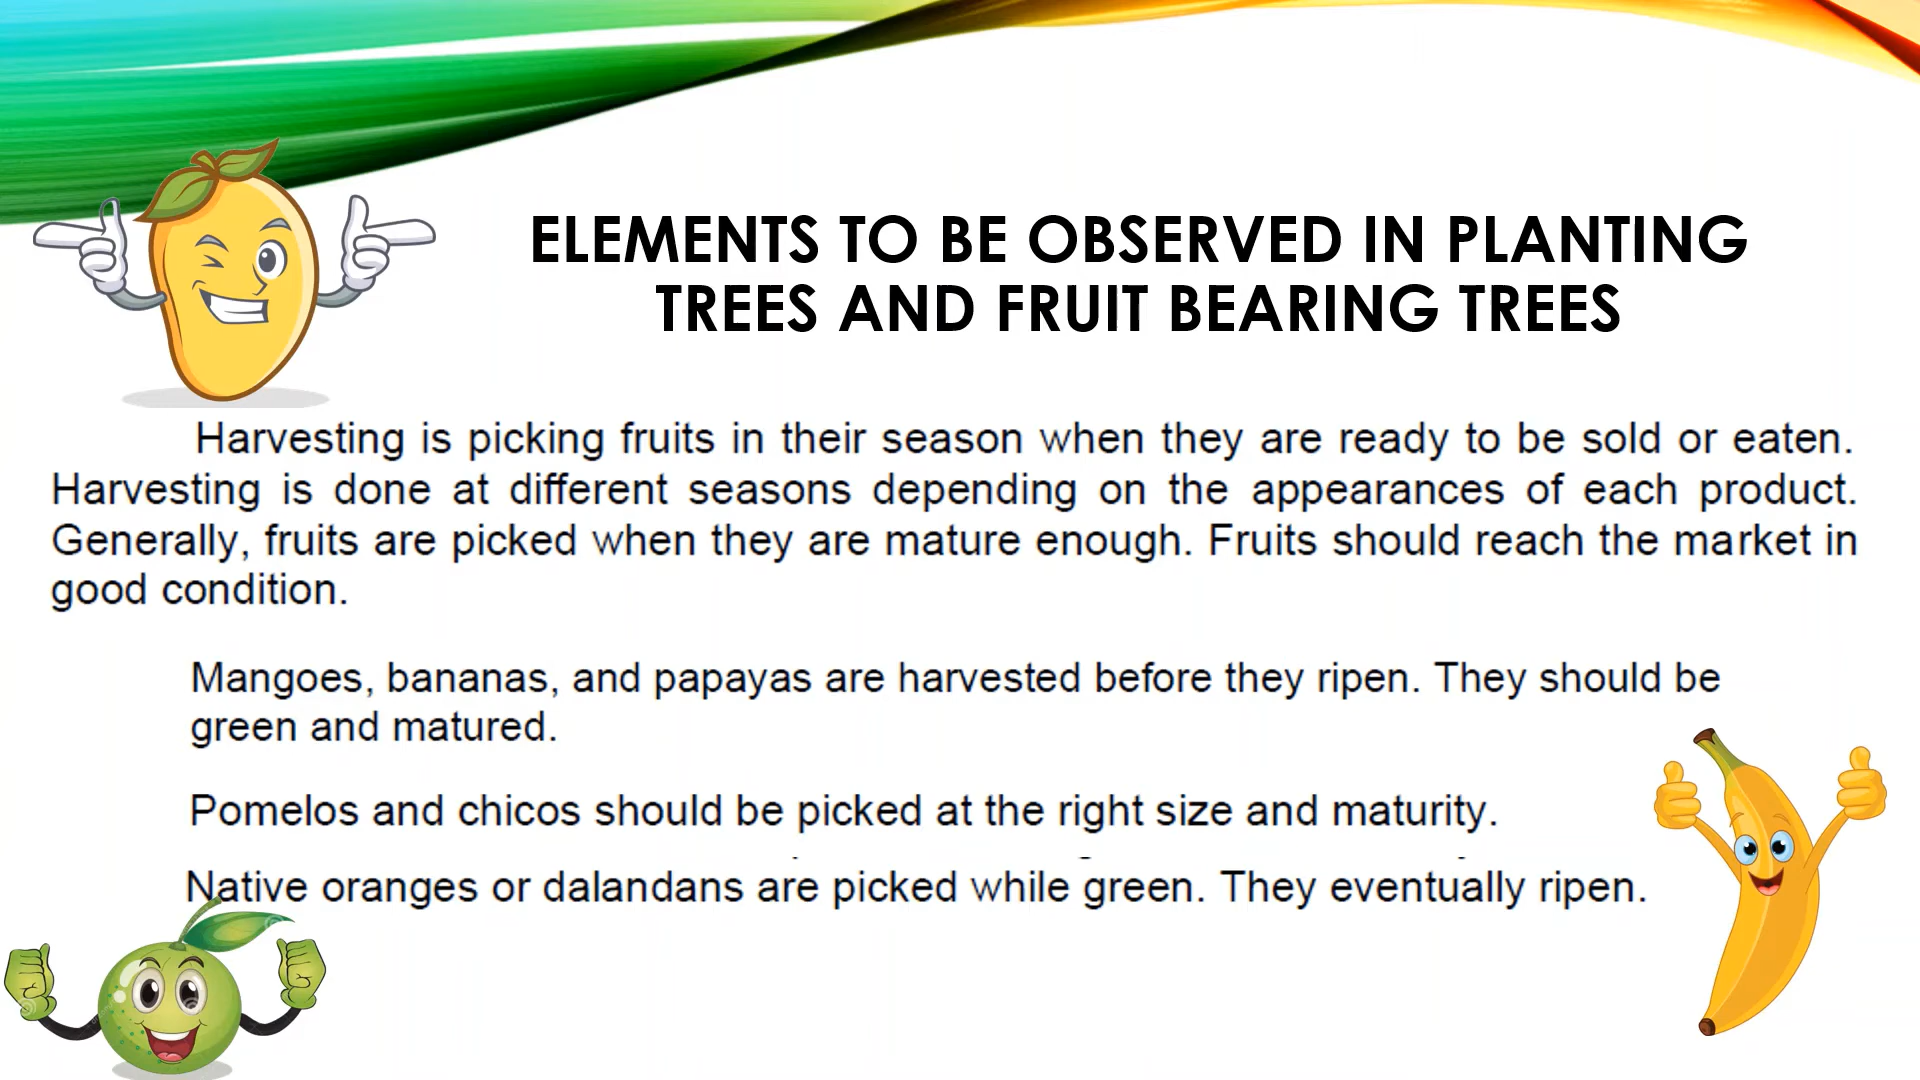 ELEMENTS TO BE OBSERVED IN PLANTING
TREES AND FRUIT BEARING TREES
Harvesting is picking fruits in their season when they are ready to be sold or eaten.
Harvesting is done at different seasons depending on the appearances of each product.
Generally, fruits are picked when they are mature enough. Fruits should reach the market in
good condition.
Mangoes, bananas, and papayas are harvested before they ripen. They should be
green and matured.
Pomelos and chicos should be picked at the right size and maturity.
Native oranges or dalandans are picked while green. They eventually ripen.